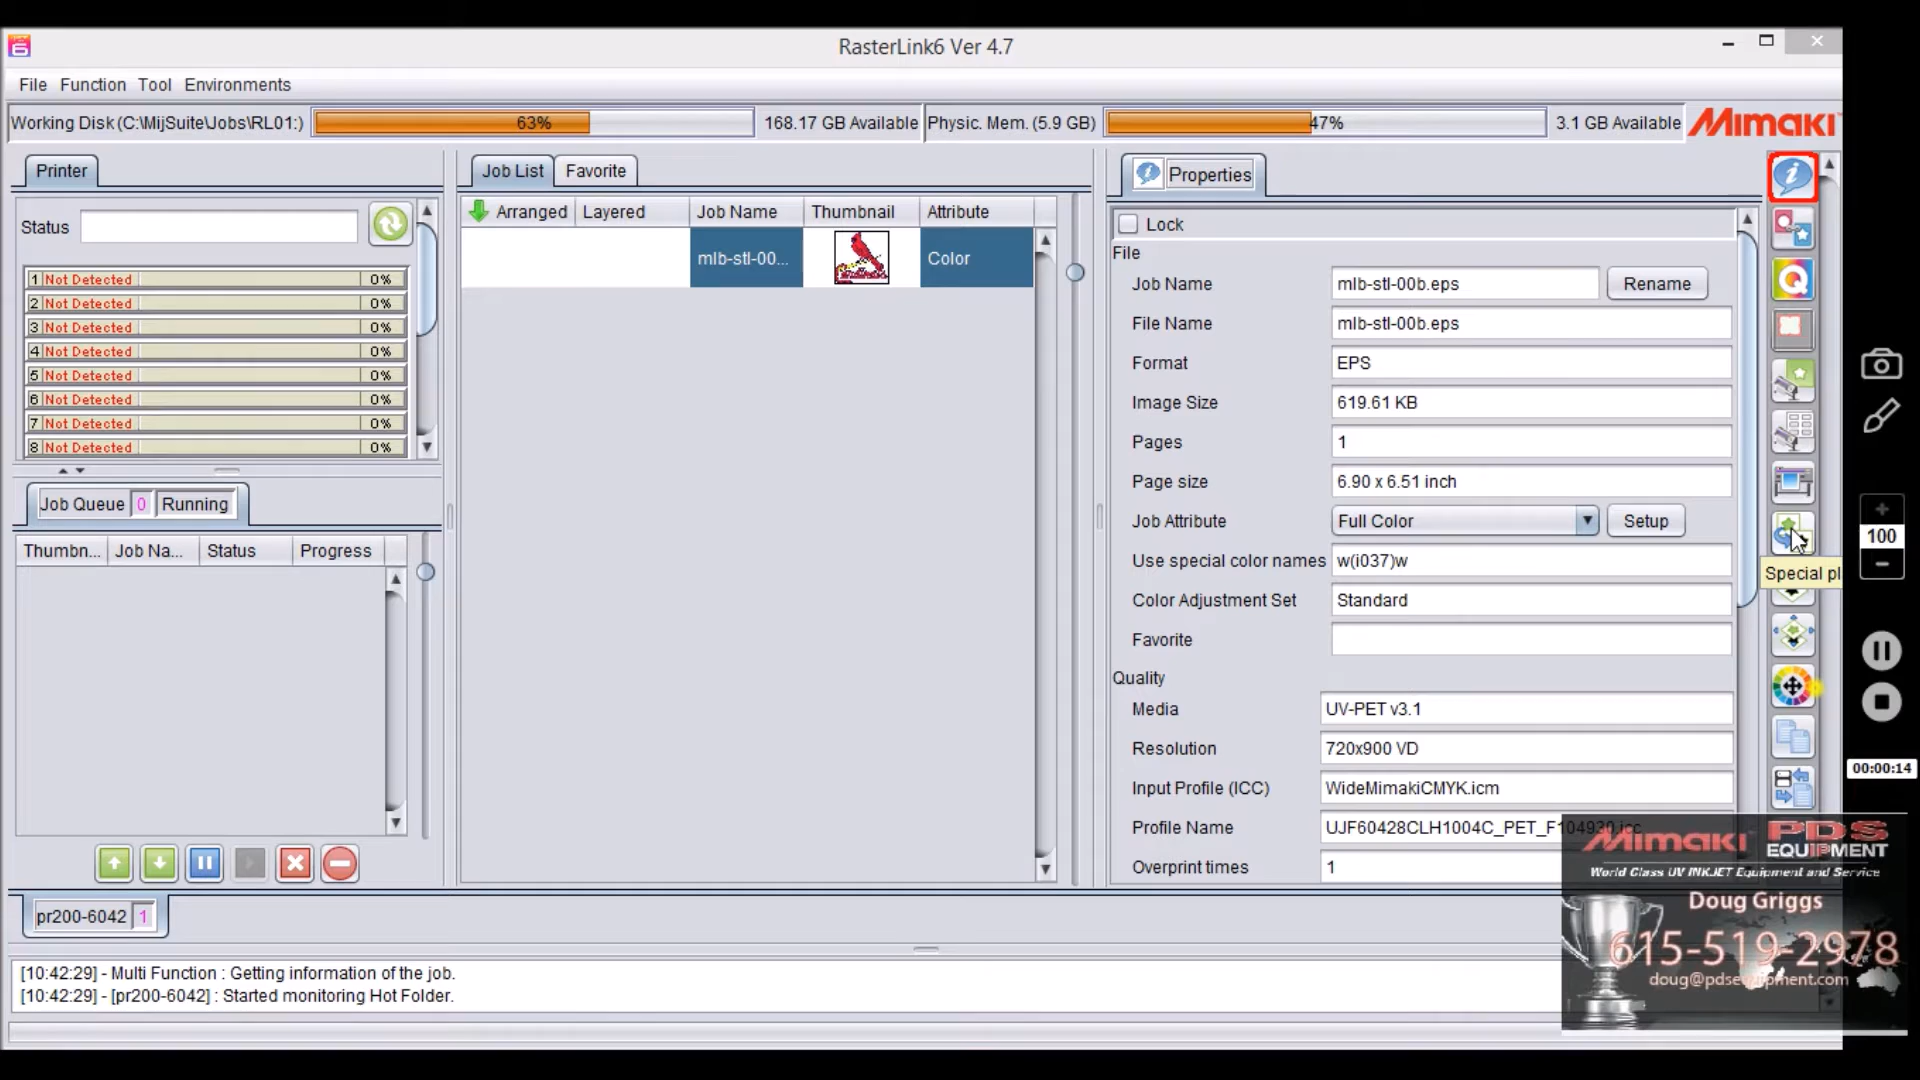 RasterLink6 Ver 4.7
File Function Tool Environments
Working Disk (C:\MijSuite\Jobs\RL01:) 63% 168.17 GB Available Physic. Mem. (5.9 GB) 47% 3.1 GB Available Mimaki
Printer
Status
1 Not Detected 0%
2 Not Detected 0%
3 Not Detected 0%
4 Not Detected 0%
5 Not Detected 0%
6 Not Detected 0%
7 Not Detected 0%
8 Not Detected 0%
Job Queue 0 Running
Thumbn... Job Na... Status Progress
Job List Favorite
Arranged Layered Job Name Thumbnail Attribute
mlb-stl-00... Color
Properties
Lock
File
Job Name mlb-stl-00b.eps Rename
File Name mlb-stl-00b.eps
Format EPS
Image Size 619.61 KB
Pages 1
Page size 6.90 x 6.51 inch
Job Attribute Full Color Setup
Use special color names w(i037)w
Color Adjustment Set Standard
Favorite
Quality
Media UV-PET v3.1
Resolution 720x900 VD
Input Profile (ICC) WideMimakiCMYK.icm
Profile Name UJF60428CLH1004C_PET_F104930.icc
Overprint times 1
Special pl
100
00:00:14
pr200-6042 1
[10:42:29] - Multi Function : Getting information of the job.
[10:42:29] - [pr200-6042] : Started monitoring Hot Folder.
Mimaki PDS
EQUIPMENT
World Class UV INKJET Equipment and Service
Doug Griggs
615-519-2978
doug@pdsequipment.com